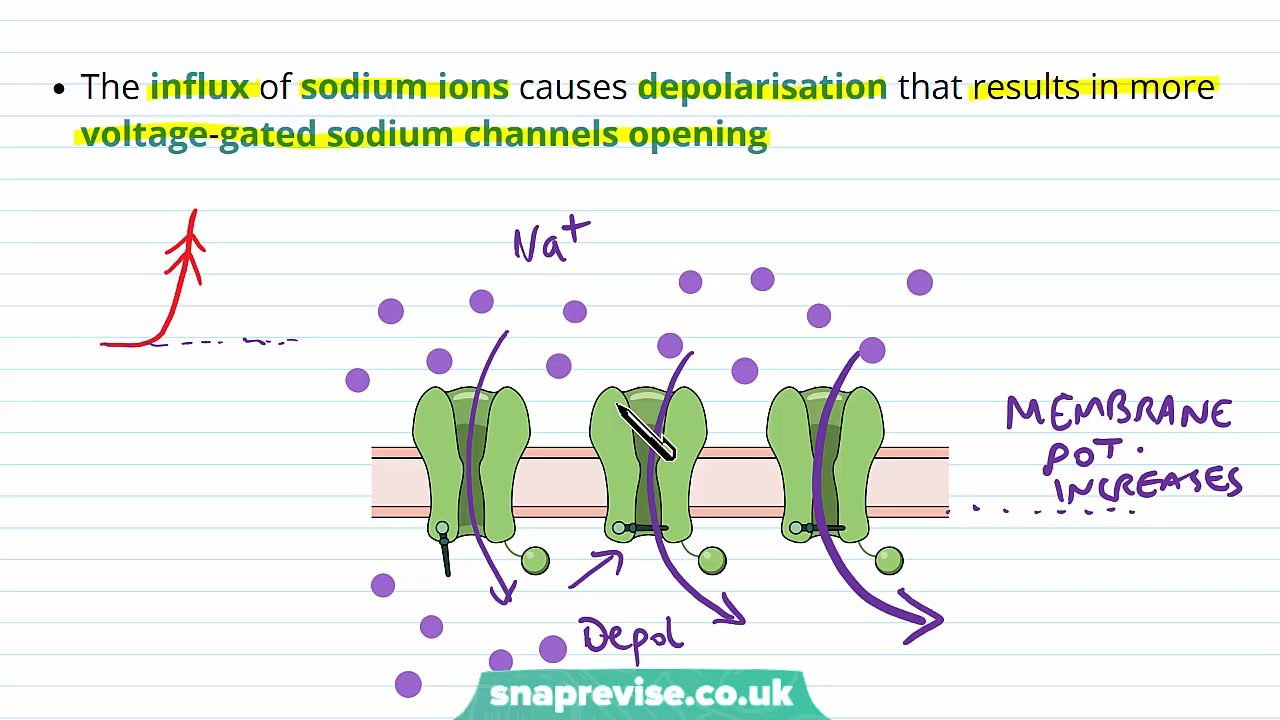 • The influx of sodium ions causes depolarisation that results in more
voltage-gated sodium channels opening
Na+
MEMBRANE
POT.
INCREASES
Depol
snaprevise.co.uk